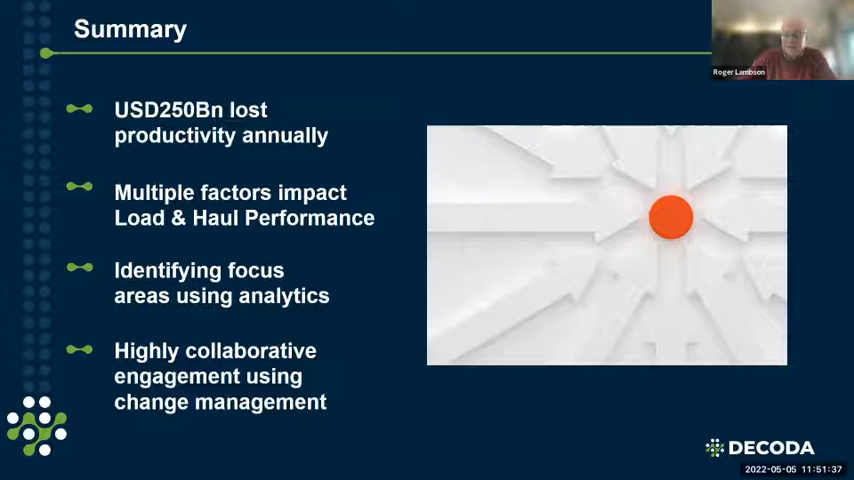 Summary
Roger Lambson
USD250Bn lost
productivity annually
Multiple factors impact
Load & Haul Performance
Identifying focus
areas using analytics
Highly collaborative
engagement using
change management
DECODA
2022-05-05 11:51:37